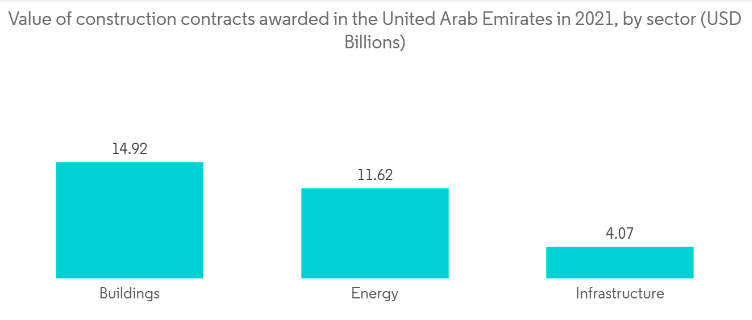 Value of construction contracts awarded in the United Arab Emirates in 2021, by sector (USD
Billions)
14.92
11.62
4.07
Buildings
Energy
Infrastructure